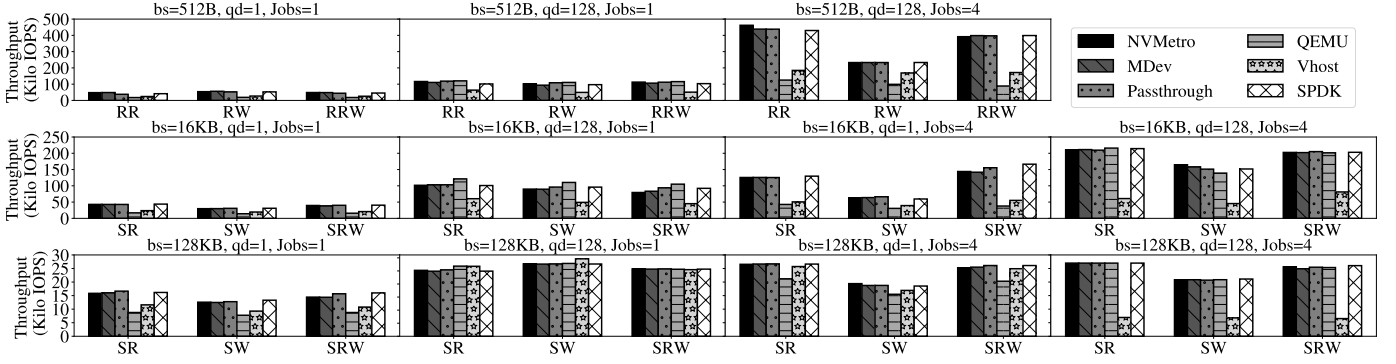 bs=512B, qd=1, Jobs=1 bs=512B, qd=128, Jobs=1 bs=512B, qd=128, Jobs=4
Throughput
(Kilo IOPS)
500
400
300
200
100
0
RR RW RRW RR RW RRW RR RW RRW
NVMetro QEMU
MDev Vhost
Passthrough SPDK
bs=16KB, qd=1, Jobs=1 bs=16KB, qd=128, Jobs=1 bs=16KB, qd=1, Jobs=4 bs=16KB, qd=128, Jobs=4
Throughput
(Kilo IOPS)
250
200
150
100
50
0
SR SW SRW SR SW SRW SR SW SRW SR SW SRW
bs=128KB, qd=1, Jobs=1 bs=128KB, qd=128, Jobs=1 bs=128KB, qd=1, Jobs=4 bs=128KB, qd=128, Jobs=4
Throughput
(Kilo IOPS)
30
25
20
15
10
5
0
SR SW SRW SR SW SRW SR SW SRW SR SW SRW